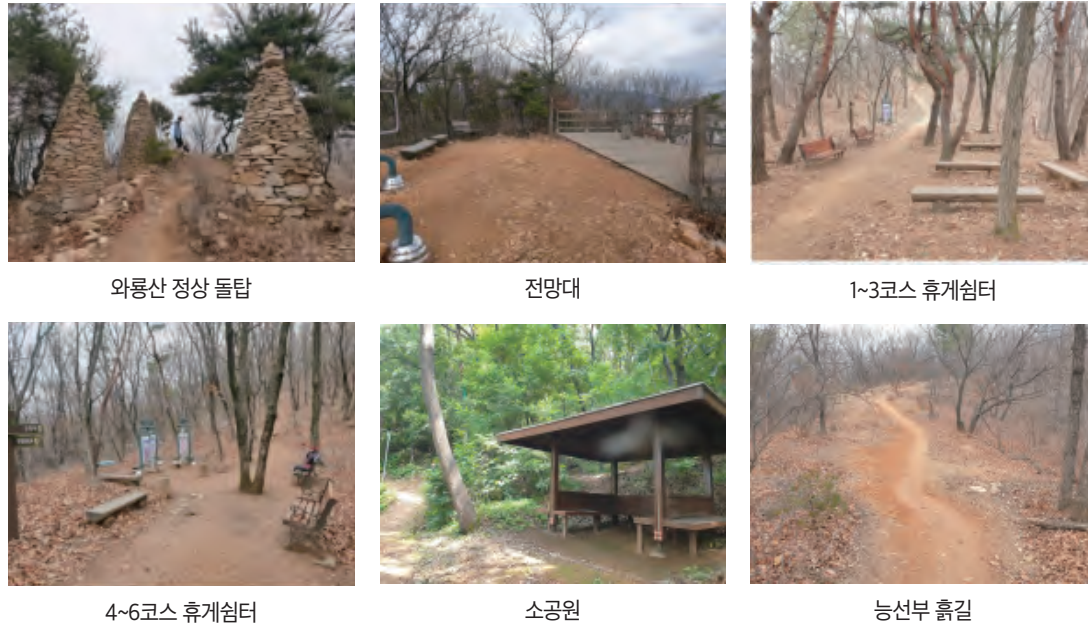 와룡산 정상 돌탑
전망대
1~3코스 휴게쉼터
4~6코스 휴게쉼터
소공원
능선부 흙길